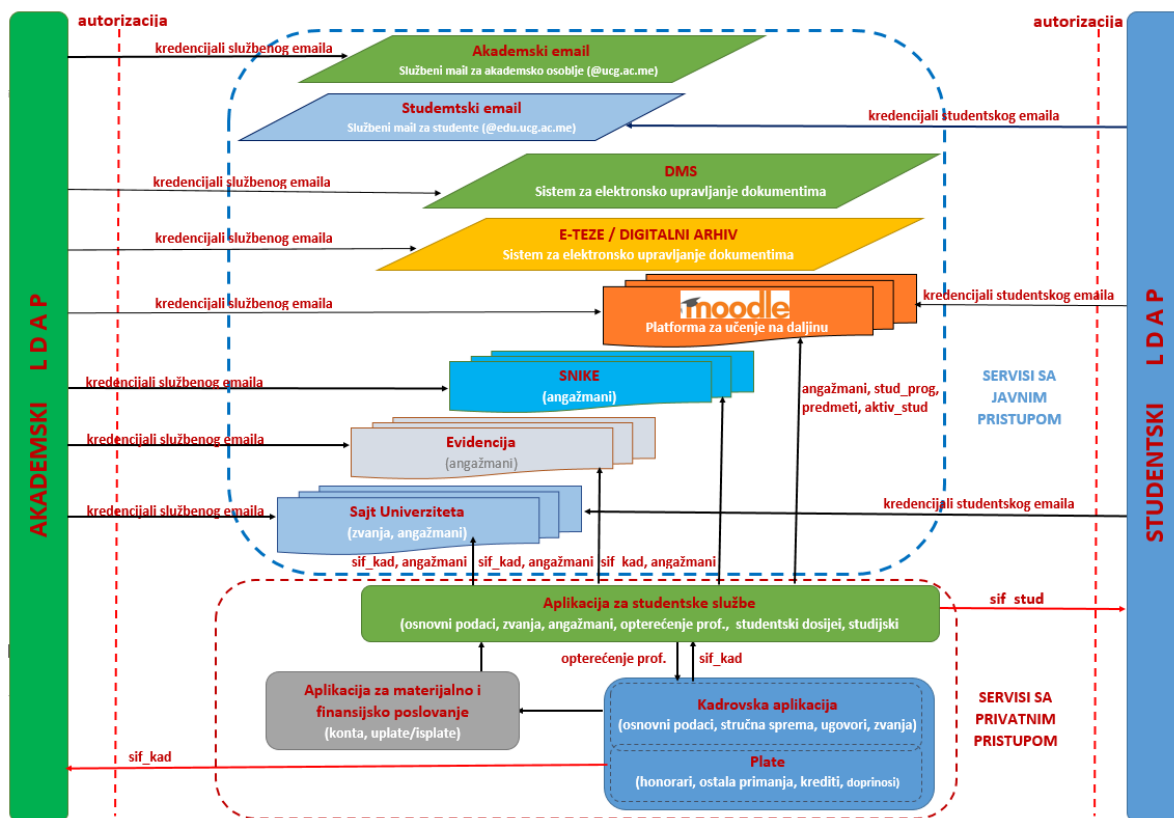 autorizacija
autorizacija
AKADEMSKI LDAP
STUDENTSKI LDAP
kredencijali službenog emaila
Akademski email
Službeni mail za akademsko osoblje (@ucg.ac.me)
Studemtski email
Službeni mail za studente (@edu.ucg.ac.me)
kredencijali studentskog emaila
kredencijali službenog emaila
DMS
Sistem za elektronsko upravljanje dokumentima
kredencijali službenog emaila
E-TEZE / DIGITALNI ARHIV
Sistem za elektronsko upravljanje dokumentima
kredencijali službenog emaila
moodle
Platforma za učenje na daljinu
kredencijali studentskog emaila
kredencijali službenog emaila
SNIKE
(angažmani)
angažmani, stud_prog,
predmeti, aktiv_stud
SERVISI SA
JAVNIM
PRISTUPOM
kredencijali službenog emaila
Evidencija
(angažmani)
kredencijali službenog emaila
Sajt Univerziteta
(zvanja, angažmani)
kredencijali studentskog emaila
sif_kad, angažmani
sif_kad, angažmani
sif_kad, angažmani
Aplikacija za studentske službe
(osnovni podaci, zvanja, angažmani, opterećenje prof., studentski dosijei, studijski
sif_stud
opterećenje prof.
sif_kad
Aplikacija za materijalno i
finansijsko poslovanje
(konta, uplate/isplate)
Kadrovska aplikacija
(osnovni podaci, stručna sprema, ugovori, zvanja)
SERVISI SA
PRIVATNIM
PRISTUPOM
sif_kad
Plate
(honorari, ostala primanja, krediti, doprinosi)